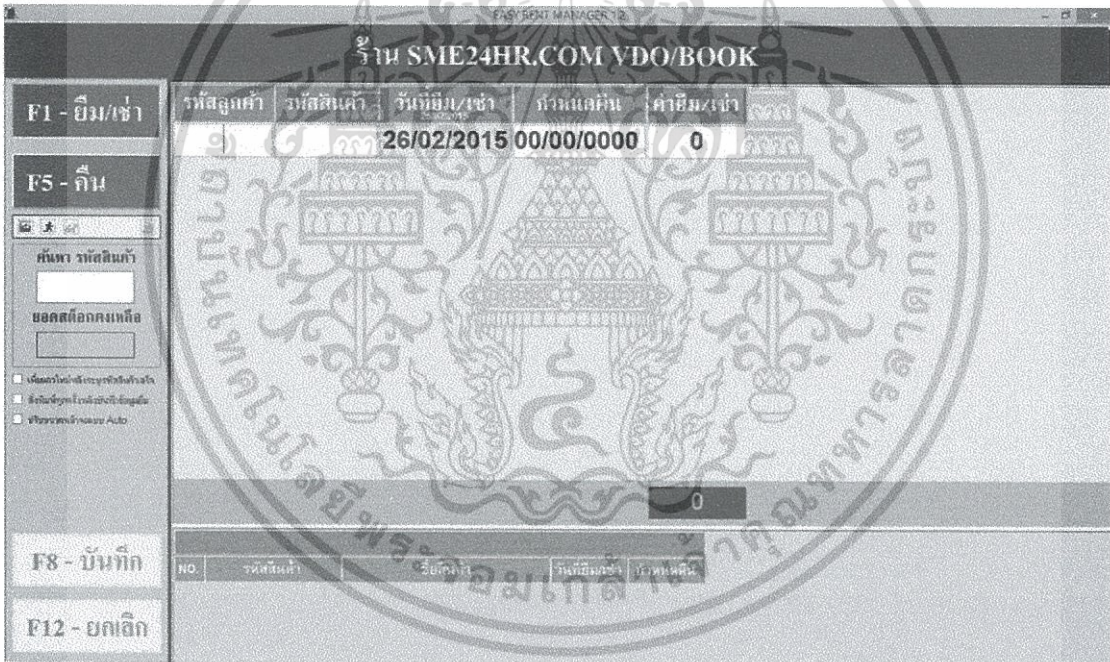 EASY RENT MANAGER
ร้าน SME24HR.COM VDO/BOOK
F1 - ยืม/เช่า
F5 - คืน
ค้นหา รหัสสินค้า
ยอดสต็อกคงเหลือ
F8 - บันทึก
F12 - ยกเลิก
รหัสลูกค้า รหัสสินค้า วันที่ยืม/เช่า กำหนดคืน ค่ายืม/เช่า
26/02/2015 00/00/0000 0
0
NO. รหัสสินค้า ชื่อสินค้า วันที่ยืม/เช่า กำหนดคืน